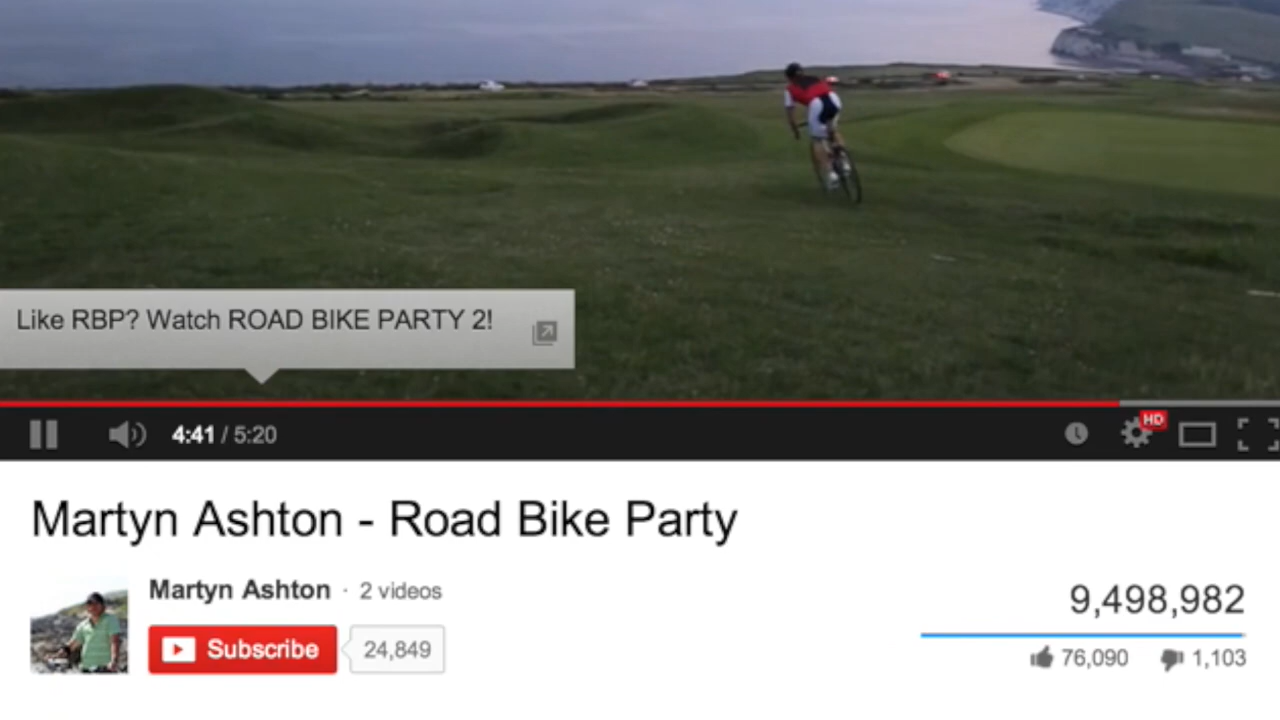 Like RBP? Watch ROAD BIKE PARTY 2!
4:41 / 5:20
HD
Martyn Ashton - Road Bike Party
Martyn Ashton · 2 videos
9,498,982
Subscribe 24,849
76,090 1,103